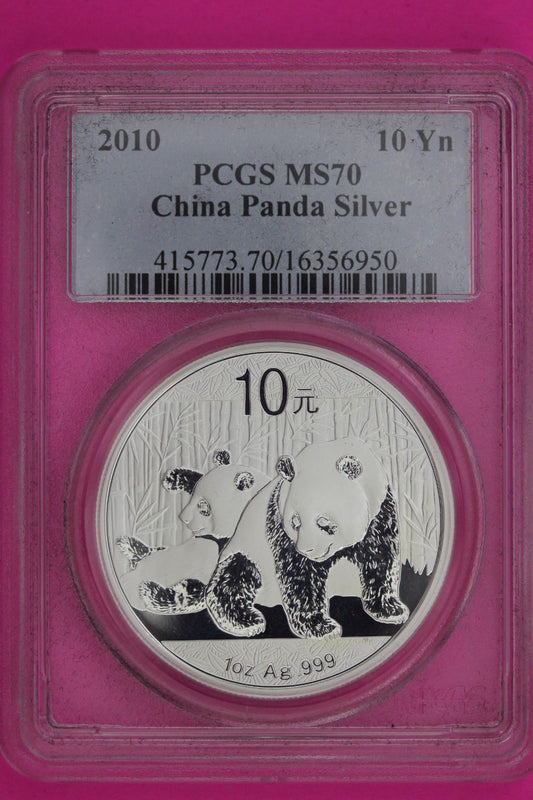 2010 10 Yn
PCGS MS70
China Panda Silver
415773.70/16356950
10元
1oz Ag .999